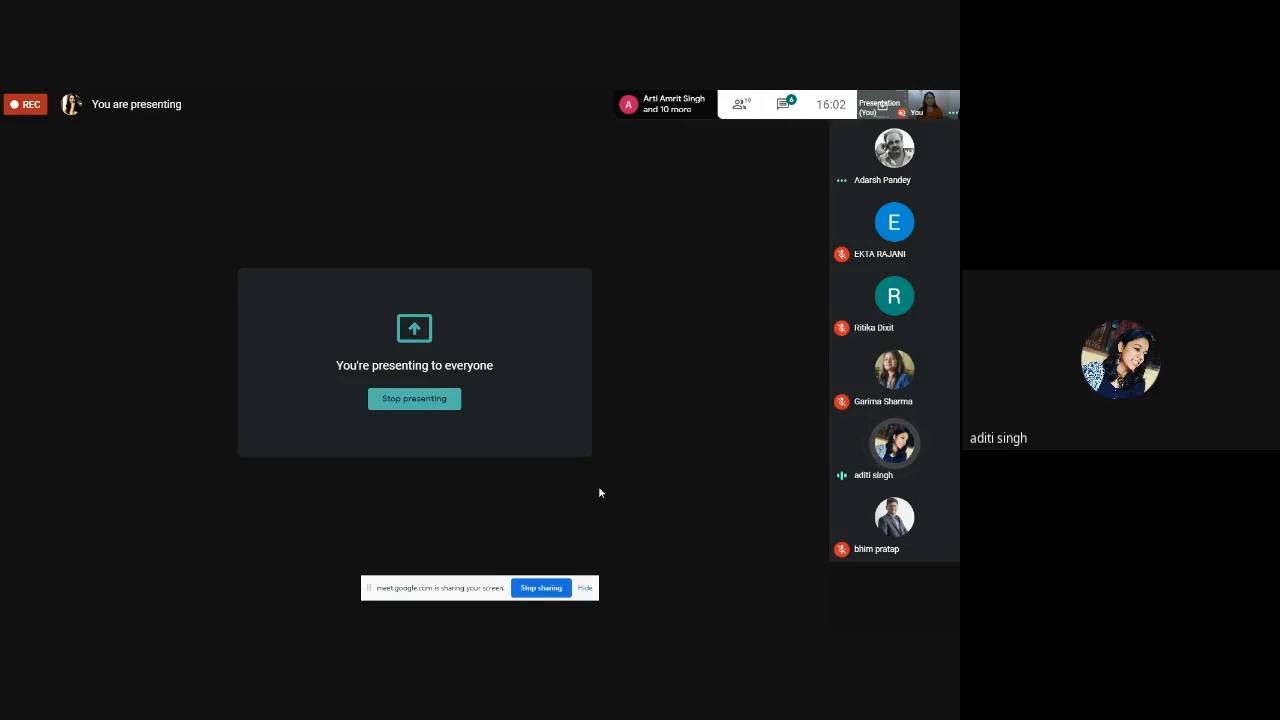 REC
You are presenting
A
Arti Amrit Singh
and 10 more
19
6
16:02
Presentation
(You)
You
Adarsh Pandey
E
EKTA RAJANI
R
Ritika Dixit
Garima Sharma
aditi singh
bhim pratap
You're presenting to everyone
Stop presenting
meet.google.com is sharing your screen.
Stop sharing
Hide
aditi singh